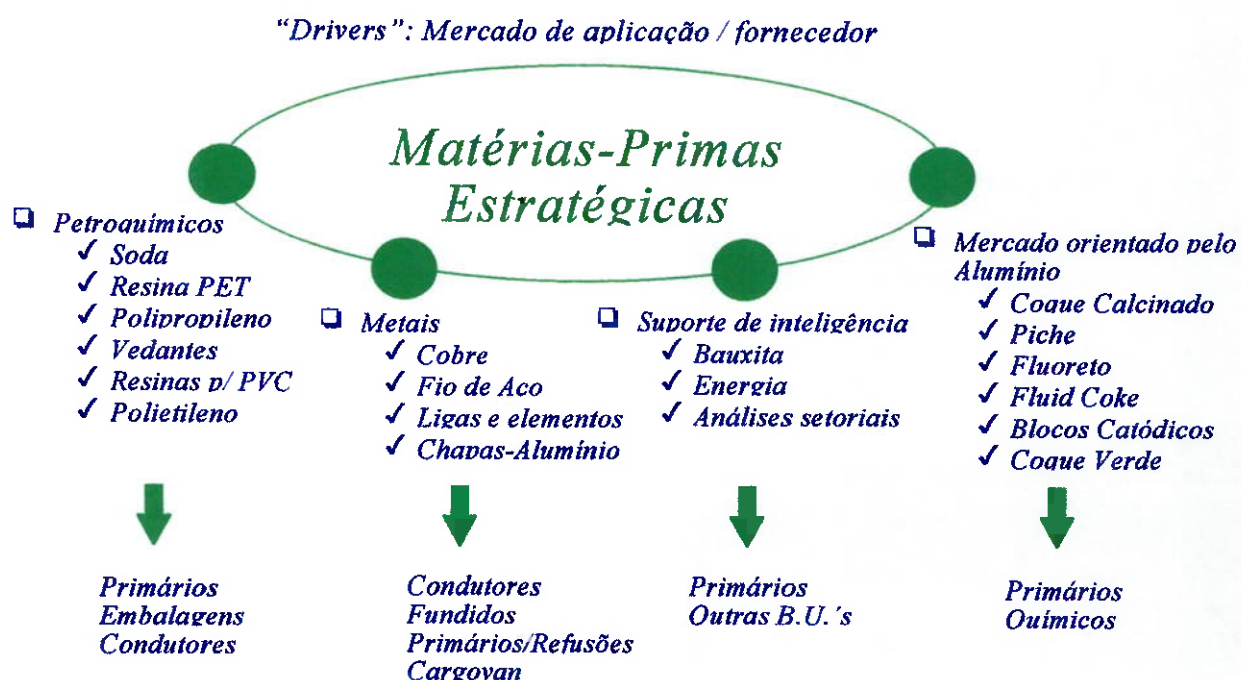 “Drivers”: Mercado de aplicação / fornecedor
Matérias-Primas
Estratégicas
Petroquímicos
✓ Soda
✓ Resina PET
✓ Polipropileno
✓ Vedantes
✓ Resinas p/ PVC
✓ Polietileno
Metais
✓ Cobre
✓ Fio de Aco
✓ Ligas e elementos
✓ Chapas-Alumínio
Suporte de inteligência
✓ Bauxita
✓ Energia
✓ Análises setoriais
Mercado orientado pelo
Alumínio
✓ Coque Calcinado
✓ Piche
✓ Fluoreto
✓ Fluid Coke
✓ Blocos Catódicos
✓ Coque Verde
Primários
Embalagens
Condutores
Condutores
Fundidos
Primários/Refusões
Cargovan
Primários
Outras B.U.´s
Primários
Químicos